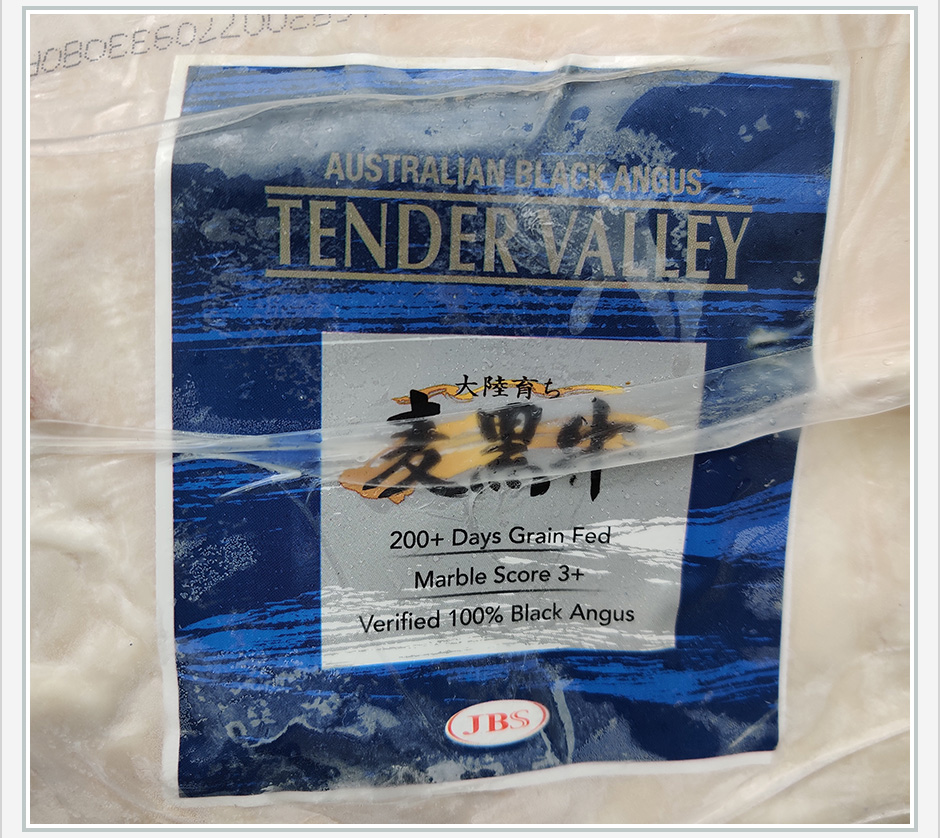 AUSTRALIAN BLACK ANGUS
TENDER VALLEY
大陸育ち
麦黒牛
200+ Days Grain Fed
Marble Score 3+
Verified 100% Black Angus
JBS